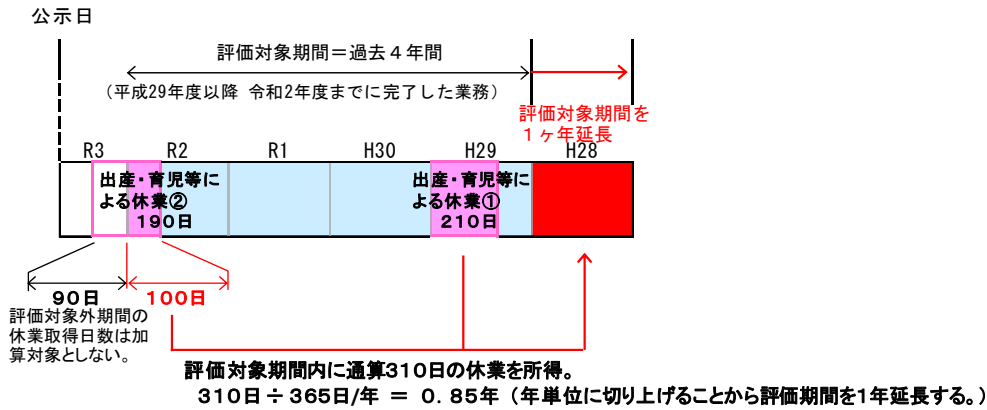 公示日
評価対象期間＝過去４年間
（平成29年度以降 令和2年度までに完了した業務）
評価対象期間を
１ヶ年延長
R3 R2 R1 H30 H29 H28
出産・育児等に
よる休業②
１９０日
出産・育児等に
よる休業①
２１０日
９０日
１００日
評価対象外期間の
休業取得日数は加
算対象としない。
評価対象期間内に通算３１０日の休業を所得。
３１０日 ÷ ３６５日/年 ＝ ０．８５年（年単位に切り上げることから評価期間を１年延長する。）